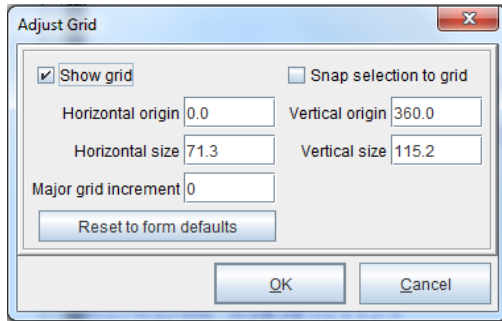 Adjust Grid
Show grid Snap selection to grid
Horizontal origin 0.0 Vertical origin 360.0
Horizontal size 71.3 Vertical size 115.2
Major grid increment 0
Reset to form defaults
OK Cancel